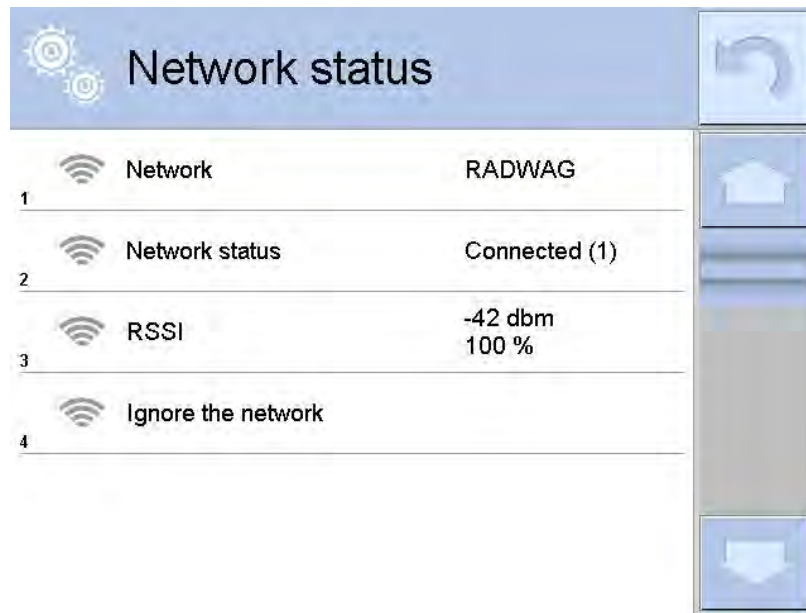 Network status
1 Network RADWAG
2 Network status Connected (1)
3 RSSI -42 dbm
100 %
4 Ignore the network